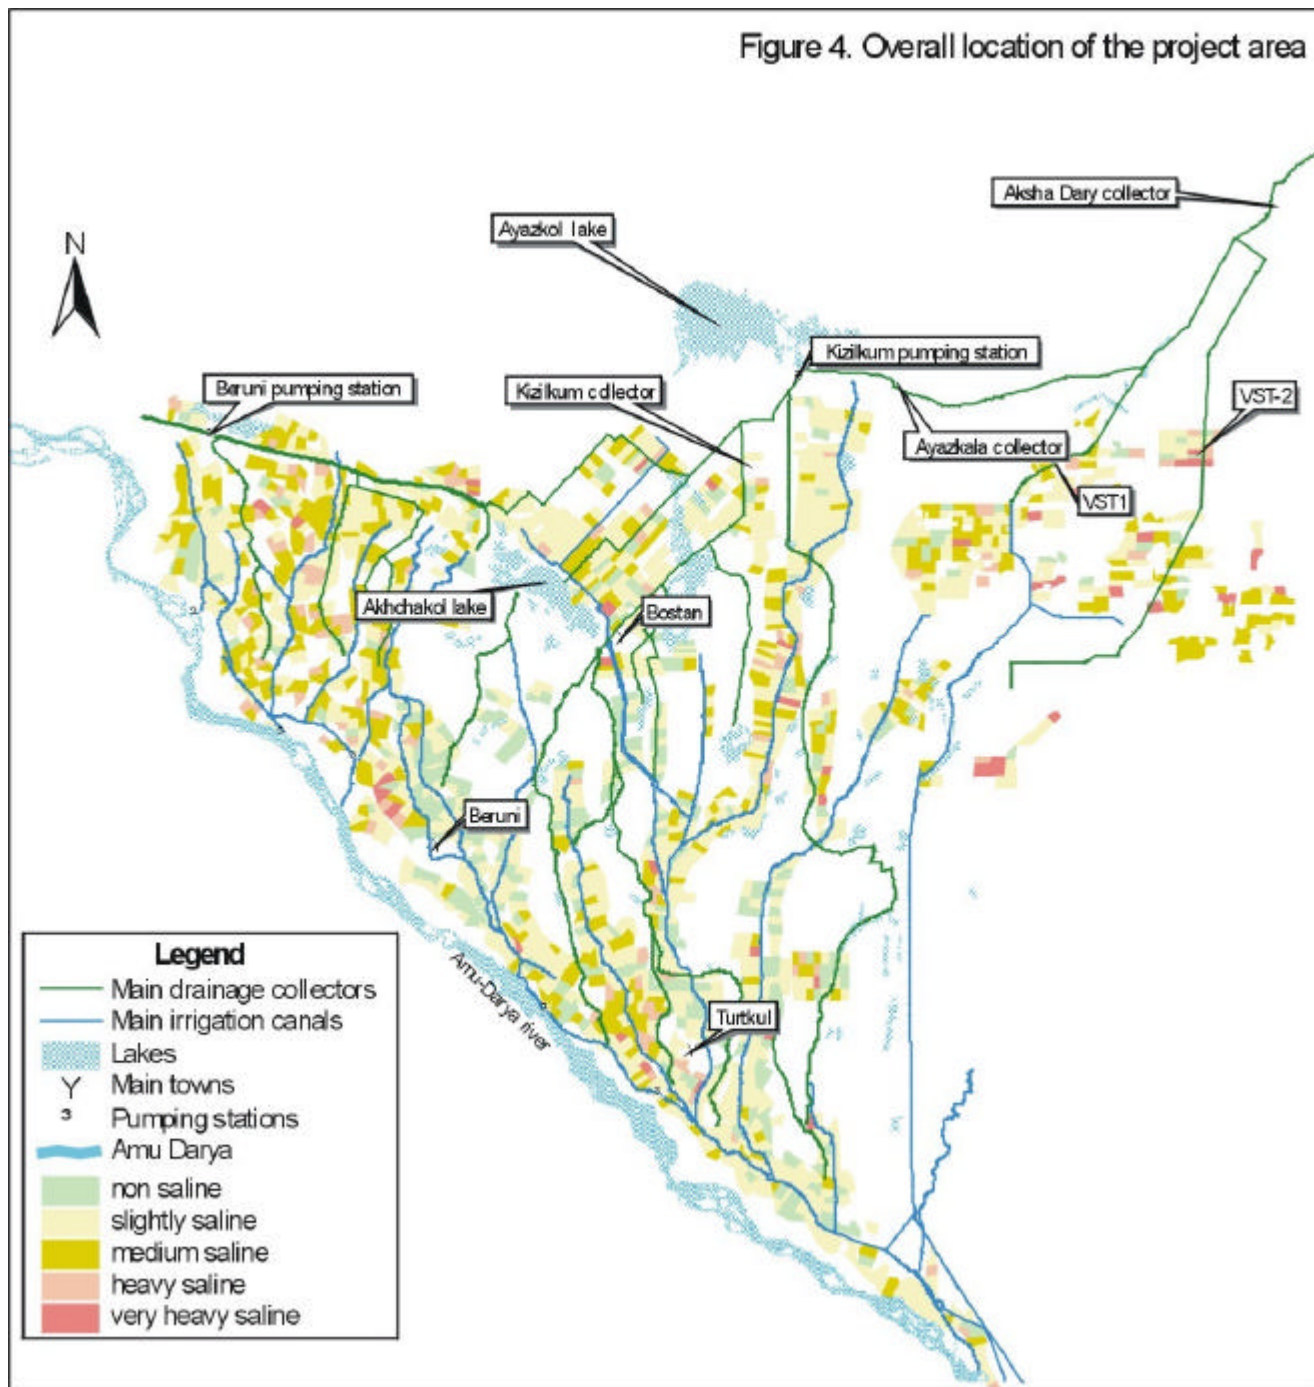 Figure 4. Overall location of the project area
Aksha Dary collector
Ayazkol lake
N
Kizilkum pumping station
Beruni pumping station
Kizilkum collector
VST-2
Ayazkala collector
VST1
Akhchakol lake
Bostan
Beruni
Amu-Darya river
Turtkul
Legend
Main drainage collectors
Main irrigation canals
Lakes
Y Main towns
3 Pumping stations
Amu Darya
non saline
slightly saline
medium saline
heavy saline
very heavy saline